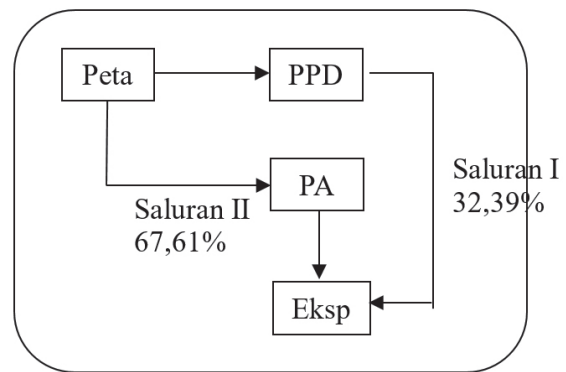 Peta
PPD
PA
Saluran I
32,39%
Saluran II
67,61%
Eksp